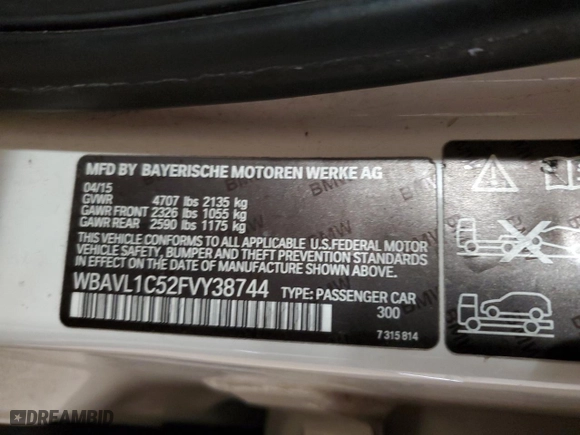 MFD BY BAYERISCHE MOTOREN WERKE AG
04/15
GVWR 4707 lbs 2135 kg
GAWR FRONT 2326 lbs 1055 kg
GAWR REAR 2590 lbs 1175 kg
THIS VEHICLE CONFORMS TO ALL APPLICABLE U.S.FEDERAL MOTOR
VEHICLE SAFETY, BUMPER, AND THEFT PREVENTION STANDARDS
IN EFFECT ON THE DATE OF MANUFACTURE SHOWN ABOVE.
WBAVL1C52FVY38744 TYPE: PASSENGER CAR
300
7 315 814
DREAMBID